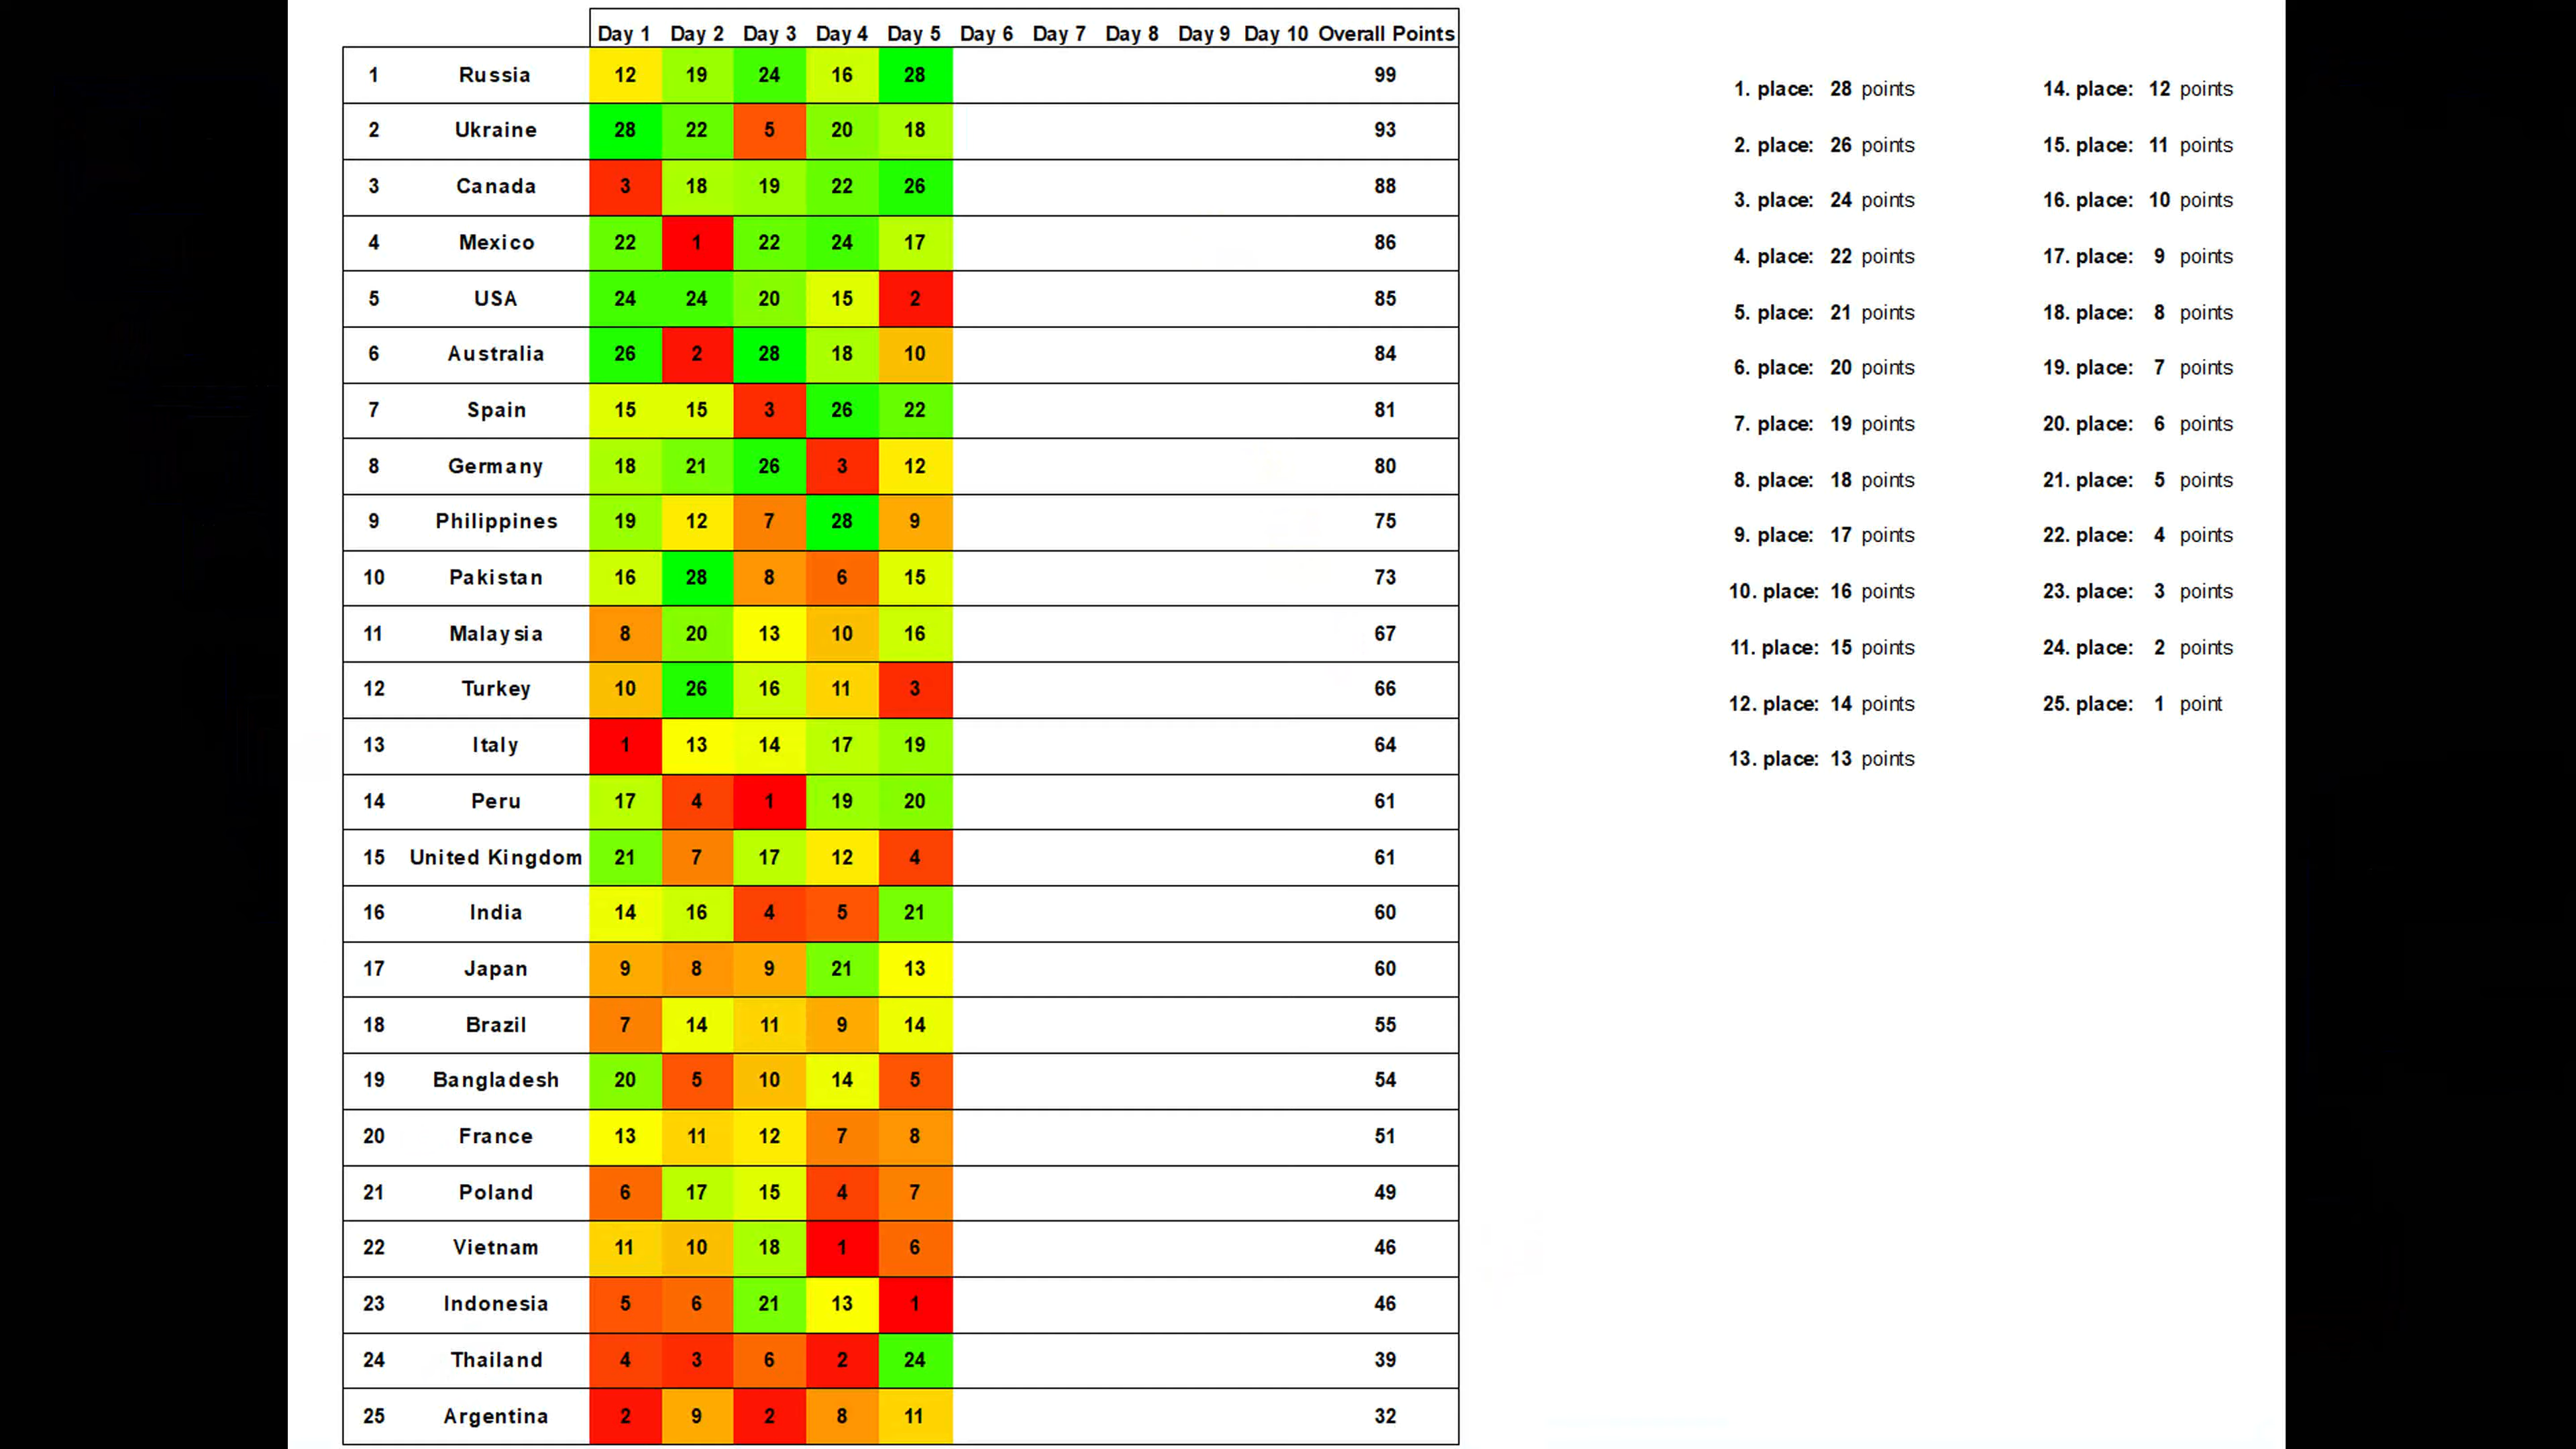 Day 1 Day 2 Day 3 Day 4 Day 5 Day 6 Day 7 Day 8 Day 9 Day 10 Overall Points
1 Russia 12 19 24 16 28 99
2 Ukraine 28 22 5 20 18 93
3 Canada 3 18 19 22 26 88
4 Mexico 22 1 22 24 17 86
5 USA 24 24 20 15 2 85
6 Australia 26 2 28 18 10 84
7 Spain 15 15 3 26 22 81
8 Germany 18 21 26 3 12 80
9 Philippines 19 12 7 28 9 75
10 Pakistan 16 28 8 6 15 73
11 Malaysia 8 20 13 10 16 67
12 Turkey 10 26 16 11 3 66
13 Italy 1 13 14 17 19 64
14 Peru 17 4 1 19 20 61
15 United Kingdom 21 7 17 12 4 61
16 India 14 16 4 5 21 60
17 Japan 9 8 9 21 13 60
18 Brazil 7 14 11 9 14 55
19 Bangladesh 20 5 10 14 5 54
20 France 13 11 12 7 8 51
21 Poland 6 17 15 4 7 49
22 Vietnam 11 10 18 1 6 46
23 Indonesia 5 6 21 13 1 46
24 Thailand 4 3 6 2 24 39
25 Argentina 2 9 2 8 11 32
1. place: 28 points
2. place: 26 points
3. place: 24 points
4. place: 22 points
5. place: 21 points
6. place: 20 points
7. place: 19 points
8. place: 18 points
9. place: 17 points
10. place: 16 points
11. place: 15 points
12. place: 14 points
13. place: 13 points
14. place: 12 points
15. place: 11 points
16. place: 10 points
17. place: 9 points
18. place: 8 points
19. place: 7 points
20. place: 6 points
21. place: 5 points
22. place: 4 points
23. place: 3 points
24. place: 2 points
25. place: 1 point